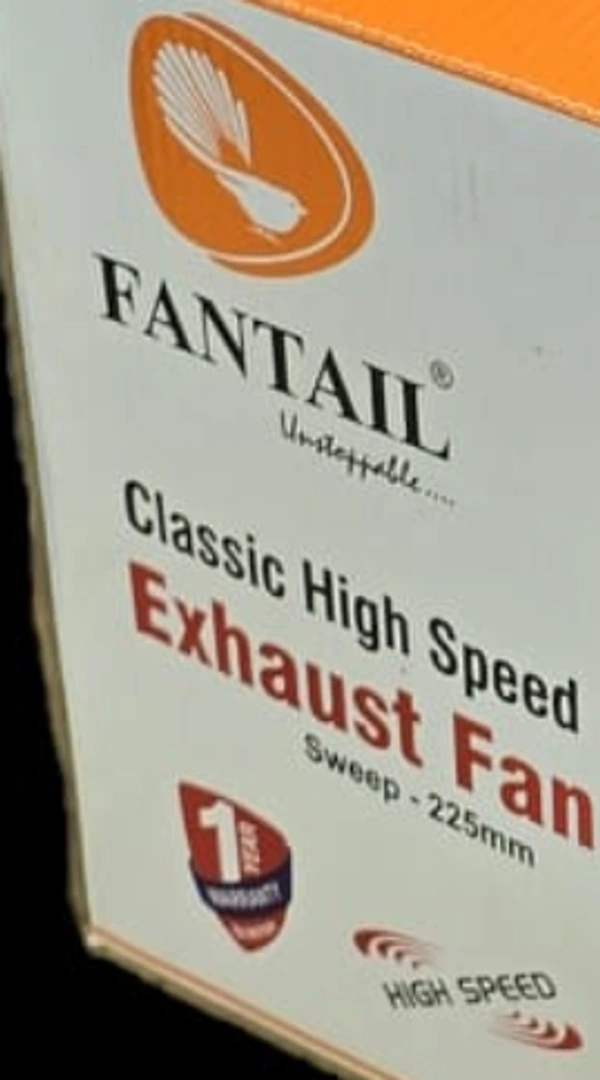 FANTAIL®
Unstoppable....
Classic High Speed
Exhaust Fan
Sweep - 225mm
1 YEAR
WARRANTY
HIGH SPEED